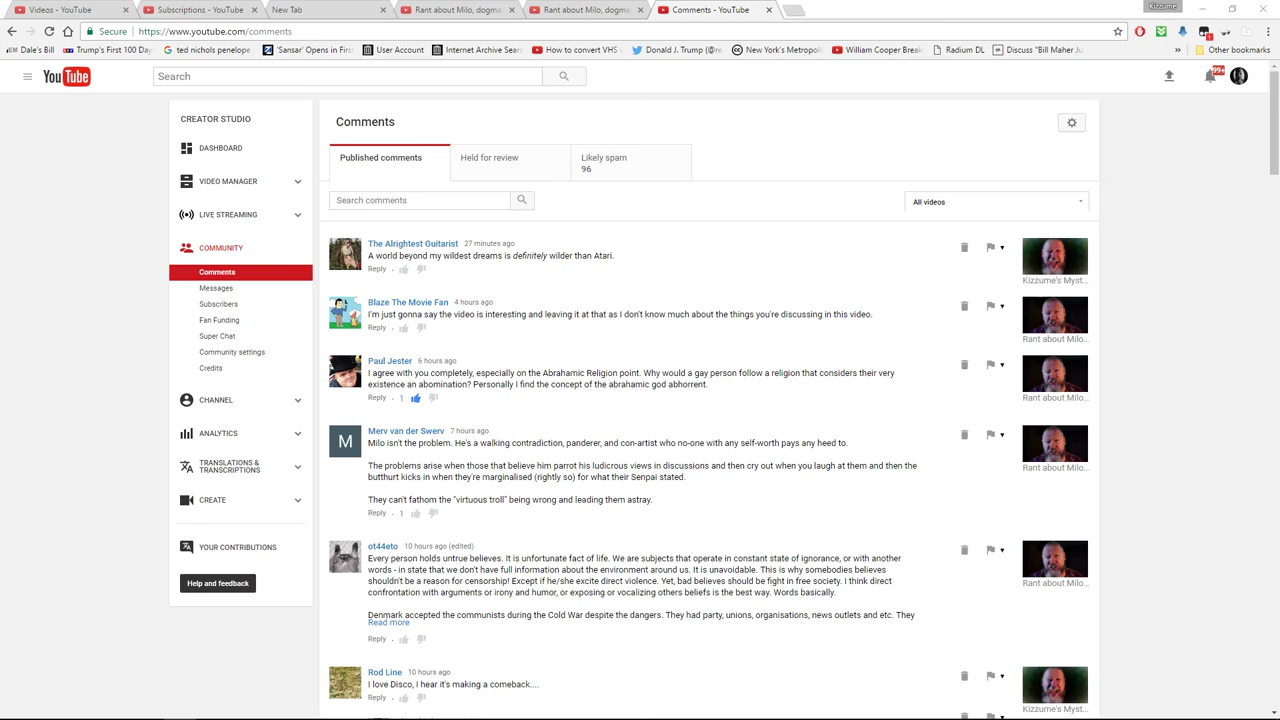 Videos - YouTube
Subscriptions - YouTube
New Tab
Rant about Milo, dogma
Rant about Milo, dogma.
Comments - YouTube
Kizzume
Secure
https://www.youtube.com/comments
Dale's Bill
Trump's First 100 Day
ted nichols penelope
'Sansar' Opens in First
User Account
Internet Archive Searc
How to convert VHS
Donald J. Trump (@re
New York's Metropol
William Cooper Break
Radium DL
Discuss "Bill Maher Ju
»
Other bookmarks
YouTube
Search
99+
CREATOR STUDIO
DASHBOARD
VIDEO MANAGER
LIVE STREAMING
COMMUNITY
Comments
Messages
Subscribers
Fan Funding
Super Chat
Community settings
Credits
CHANNEL
ANALYTICS
TRANSLATIONS &
TRANSCRIPTIONS
CREATE
YOUR CONTRIBUTIONS
Help and feedback
Comments
Published comments
Held for review
Likely spam
96
Search comments
All videos
The Alrightest Guitarist 27 minutes ago
A world beyond my wildest dreams is definitely wilder than Atari.
Reply
Kizzume's Myst...
Blaze The Movie Fan 4 hours ago
I'm just gonna say the video is interesting and leaving it at that as I don't know much about the things you're discussing in this video.
Reply
Rant about Milo...
Paul Jester 6 hours ago
I agree with you completely, especially on the Abrahamic Religion point. Why would a gay person follow a religion that considers their very
existence an abomination? Personally I find the concept of the abrahamic god abhorrent.
Reply 1
Rant about Milo...
Merv van der Swerv 7 hours ago
Milo isn't the problem. He's a walking contradiction, panderer, and con-artist who no-one with any self-worth pays any heed to.
The problems arise when those that believe him parrot his ludicrous views in discussions and then cry out when you laugh at them and then the
butthurt kicks in when they're marginalised (rightly so) for what their Senpai stated.
They can't fathom the "virtuous troll" being wrong and leading them astray.
Reply 1
M
Rant about Milo...
ot44eto 10 hours ago (edited)
Every person holds untrue believes. It is unfortunate fact of life. We are subjects that operate in constant state of ignorance, or with another
words - in state that we don't have full information about the environment around us. It is unavoidable. This is why somebodies believes
shouldn't be a reason for censorship! Except if he/she excite direct violence. Yet, bad believes should be fight in free society. I think direct
confrontation with arguments or irony and humor, or exposing or vocalizing others beliefs is the best way. Words basically.
Denmark accepted the communists during the Cold War despite the dangers. They had party, unions, organisations, news outlets and etc. They
Read more
Reply
Rant about Milo...
Rod Line 10 hours ago
I love Disco, I hear it's making a comeback....
Reply
Kizzume's Myst...